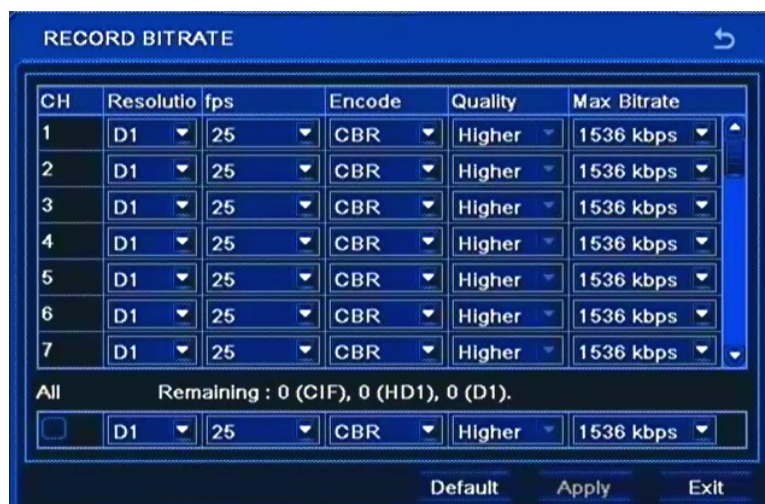 RECORD BITRATE
CH Resolutio fps Encode Quality Max Bitrate
1 D1 25 CBR Higher 1536 kbps
2 D1 25 CBR Higher 1536 kbps
3 D1 25 CBR Higher 1536 kbps
4 D1 25 CBR Higher 1536 kbps
5 D1 25 CBR Higher 1536 kbps
6 D1 25 CBR Higher 1536 kbps
7 D1 25 CBR Higher 1536 kbps
All Remaining : 0 (CIF), 0 (HD1), 0 (D1).
D1 25 CBR Higher 1536 kbps
Default Apply Exit